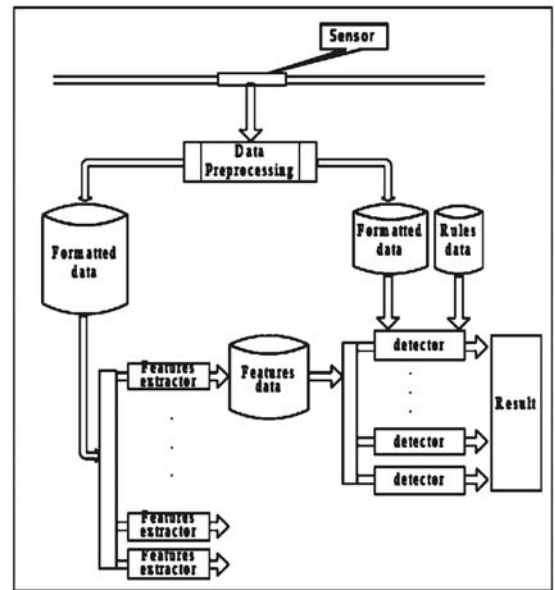 Sensor
Data
Preprocessing
Formatted
data
Formatted
data
Rules
data
Features
extractor
Features
data
detector
Result
detector
detector
Features
extractor
Features
extractor